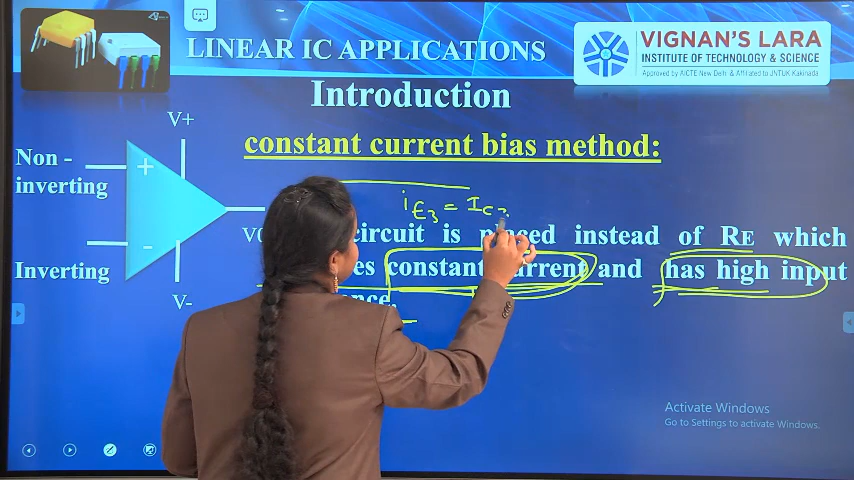 LINEAR IC APPLICATIONS
VIGNAN'S LARA
INSTITUTE OF TECHNOLOGY & SCIENCE
Approved by AICTE New Delhi & Affiliated to JNTUK Kakinada
Introduction
V+
constant current bias method:
Non -
inverting
+
iE3 = IC3
circuit is placed instead of RE which
constant current and has high input
-
Inverting
V-
Activate Windows
Go to Settings to activate Windows.